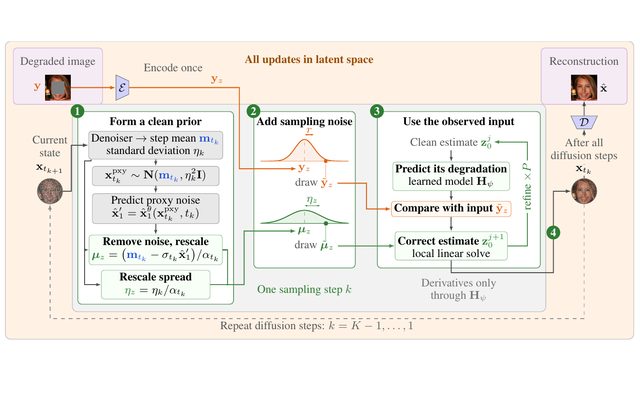 Degraded image
y
ℰ
Encode once
y_z
All updates in latent space
Reconstruction
x̂
𝒟
After all
diffusion steps
x_{t_k}
Current
state
x_{t_{k+1}}
1
Form a clean prior
Denoiser → step mean m_{t_k}
standard deviation η_k
x^{pxy}_{t_k} ∼ N(m_{t_k}, η_k^2 I)
Predict proxy noise
x̂′_1 = x̂^θ_1(x^{pxy}_{t_k}, t_k)
Remove noise, rescale
μ_z = (m_{t_k} − σ_{t_k} x̂′_1)/α_{t_k}
Rescale spread
η_z = η_k/α_{t_k}
2
Add sampling noise
r
y_z
draw ỹ_z
η_z
μ_z
draw μ̃_z
3
Use the observed input
Clean estimate z_0^j
Predict its degradation
learned model H_ψ
Compare with input ỹ_z
Correct estimate z_0^{j+1}
local linear solve
refine × P
Derivatives only
through H_ψ
4
One sampling step k
Repeat diffusion steps: k = K − 1, . . . , 1